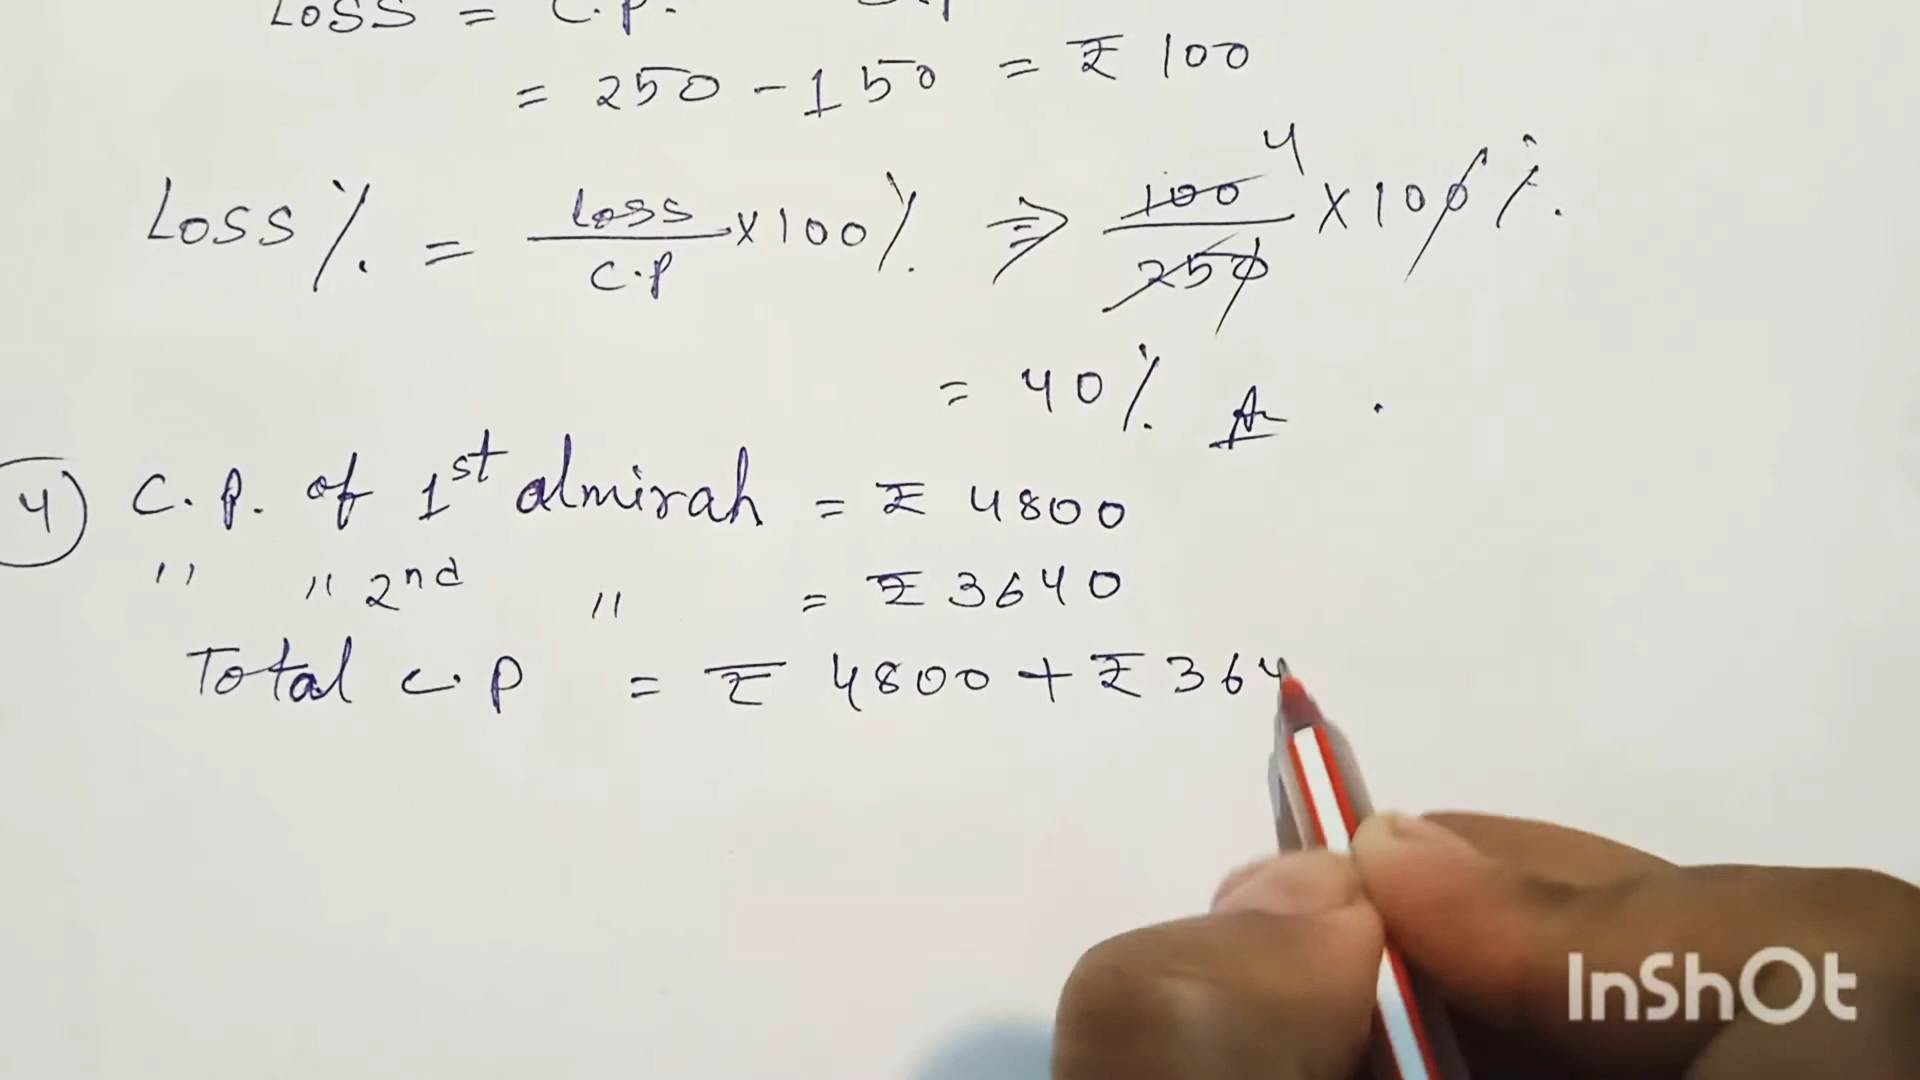 Loss = C.P.
= 250 - 150 = ₹ 100
Loss %. = Loss/C.P × 100 %. ⇒ 100/250 4 × 100 %.
= 40 %. A
4) C.P. of 1st almirah = ₹ 4800
" " 2nd " = ₹ 3640
Total C.P = ₹ 4800 + ₹ 364
InShOt